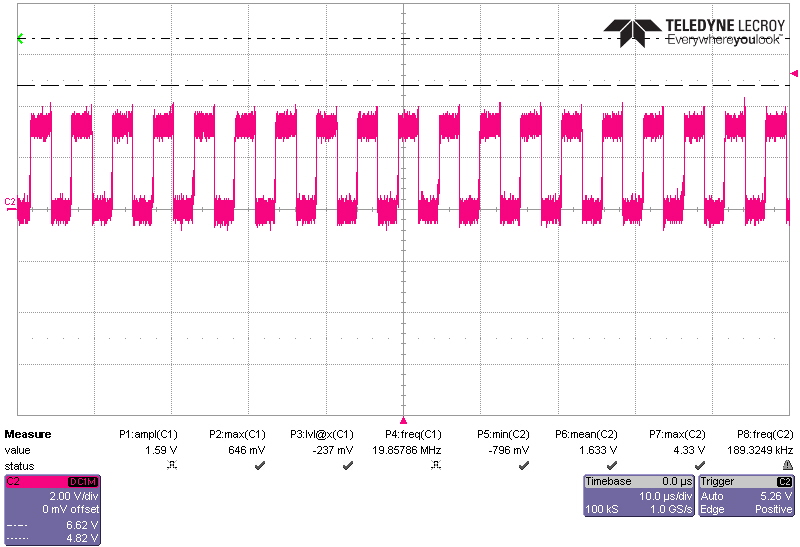 TELEDYNE LECROY
Everywhereyoulook™
C2
Measure P1:ampl(C1) P2:max(C1) P3:lvl@x(C1) P4:freq(C1) P5:min(C2) P6:mean(C2) P7:max(C2) P8:freq(C2)
value 1.59 V 646 mV -237 mV 19.85786 MHz -796 mV 1.633 V 4.33 V 189.3249 kHz
status
C2 DC1M
2.00 V/div
0 mV offset
6.62 V
4.82 V
Timebase 0.0 µs
10.0 µs/div
100 kS 1.0 GS/s
Trigger C2
Auto 5.26 V
Edge Positive